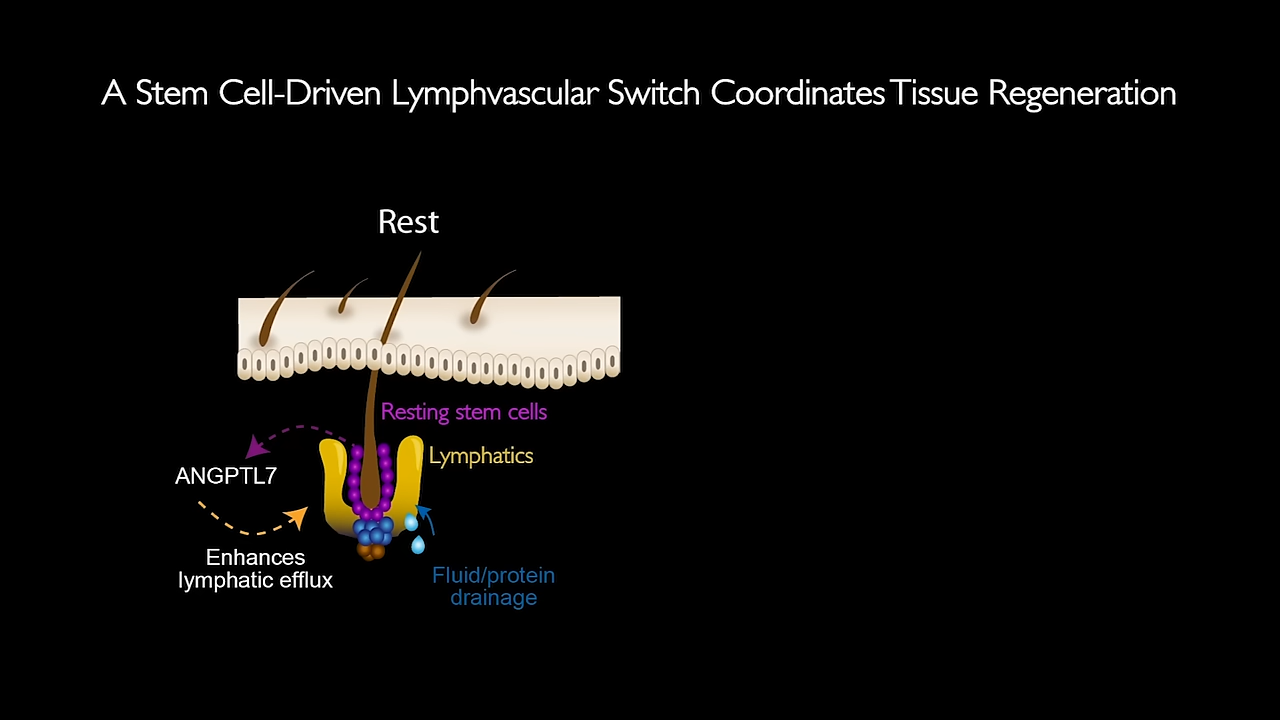 A Stem Cell-Driven Lymphvascular Switch Coordinates Tissue Regeneration
Rest
Resting stem cells
Lymphatics
ANGPTL7
Enhances
lymphatic efflux
Fluid/protein
drainage